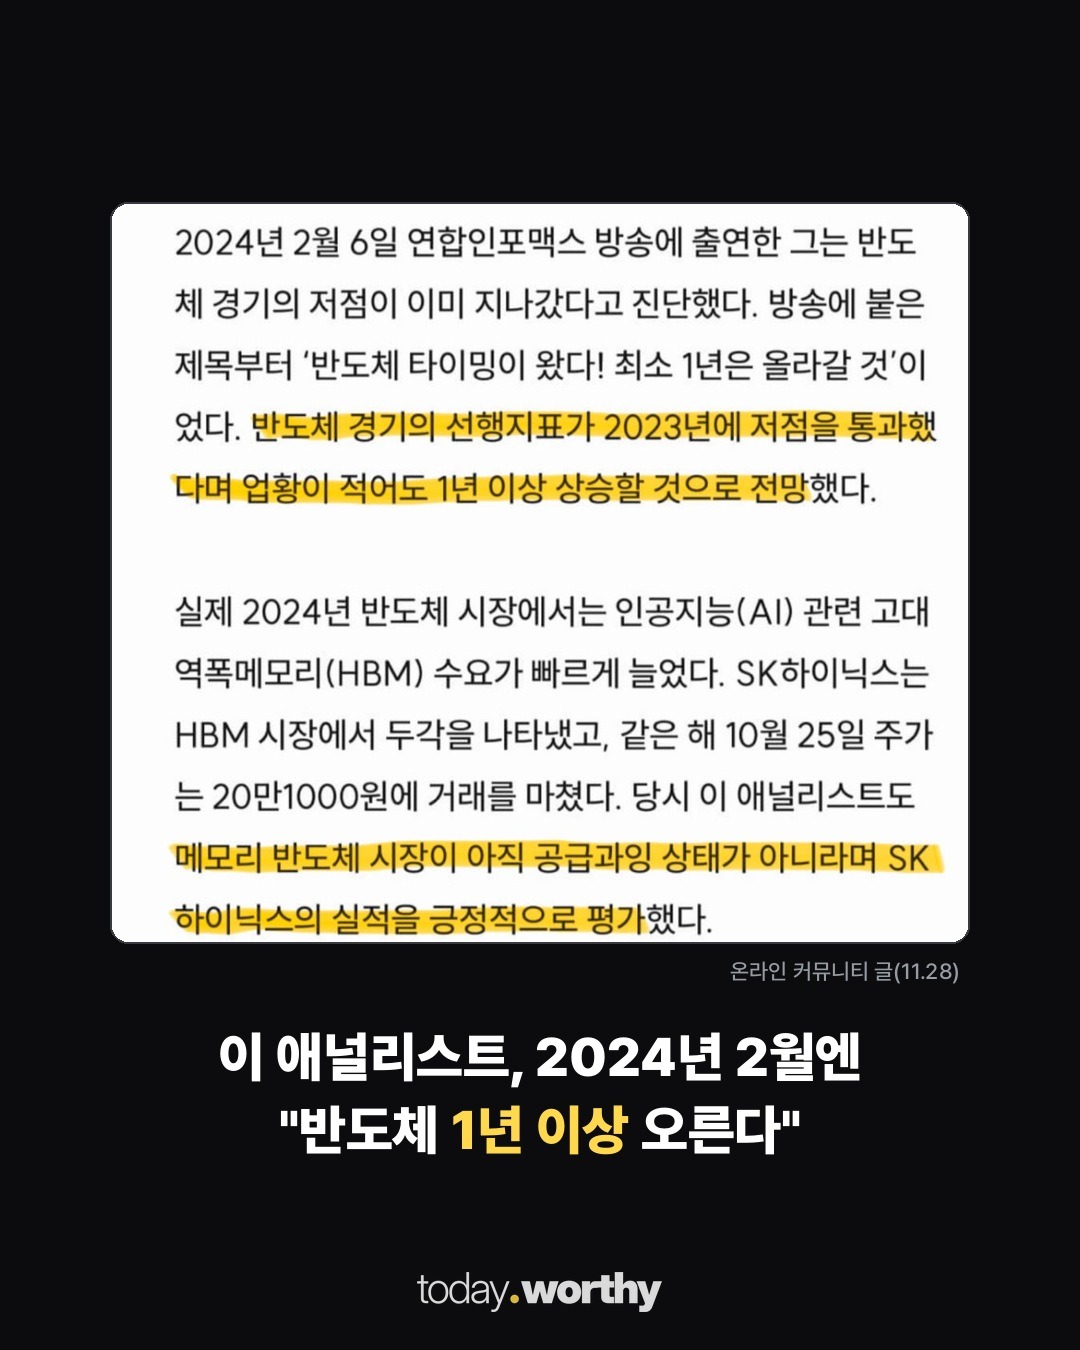 2024년 2월 6일 연합인포맥스 방송에 출연한 그는 반도
체 경기의 저점이 이미 지나갔다고 진단했다. 방송에 붙은
제목부터 ‘반도체 타이밍이 왔다! 최소 1년은 올라갈 것’이
었다. 반도체 경기의 선행지표가 2023년에 저점을 통과했
다며 업황이 적어도 1년 이상 상승할 것으로 전망했다.
실제 2024년 반도체 시장에서는 인공지능(AI) 관련 고대
역폭메모리(HBM) 수요가 빠르게 늘었다. SK하이닉스는
HBM 시장에서 두각을 나타냈고, 같은 해 10월 25일 주가
는 20만1000원에 거래를 마쳤다. 당시 이 애널리스트도
메모리 반도체 시장이 아직 공급과잉 상태가 아니라며 SK
하이닉스의 실적을 긍정적으로 평가했다.
온라인 커뮤니티 글(11.28)
이 애널리스트, 2024년 2월엔
"반도체 1년 이상 오른다"
today.worthy